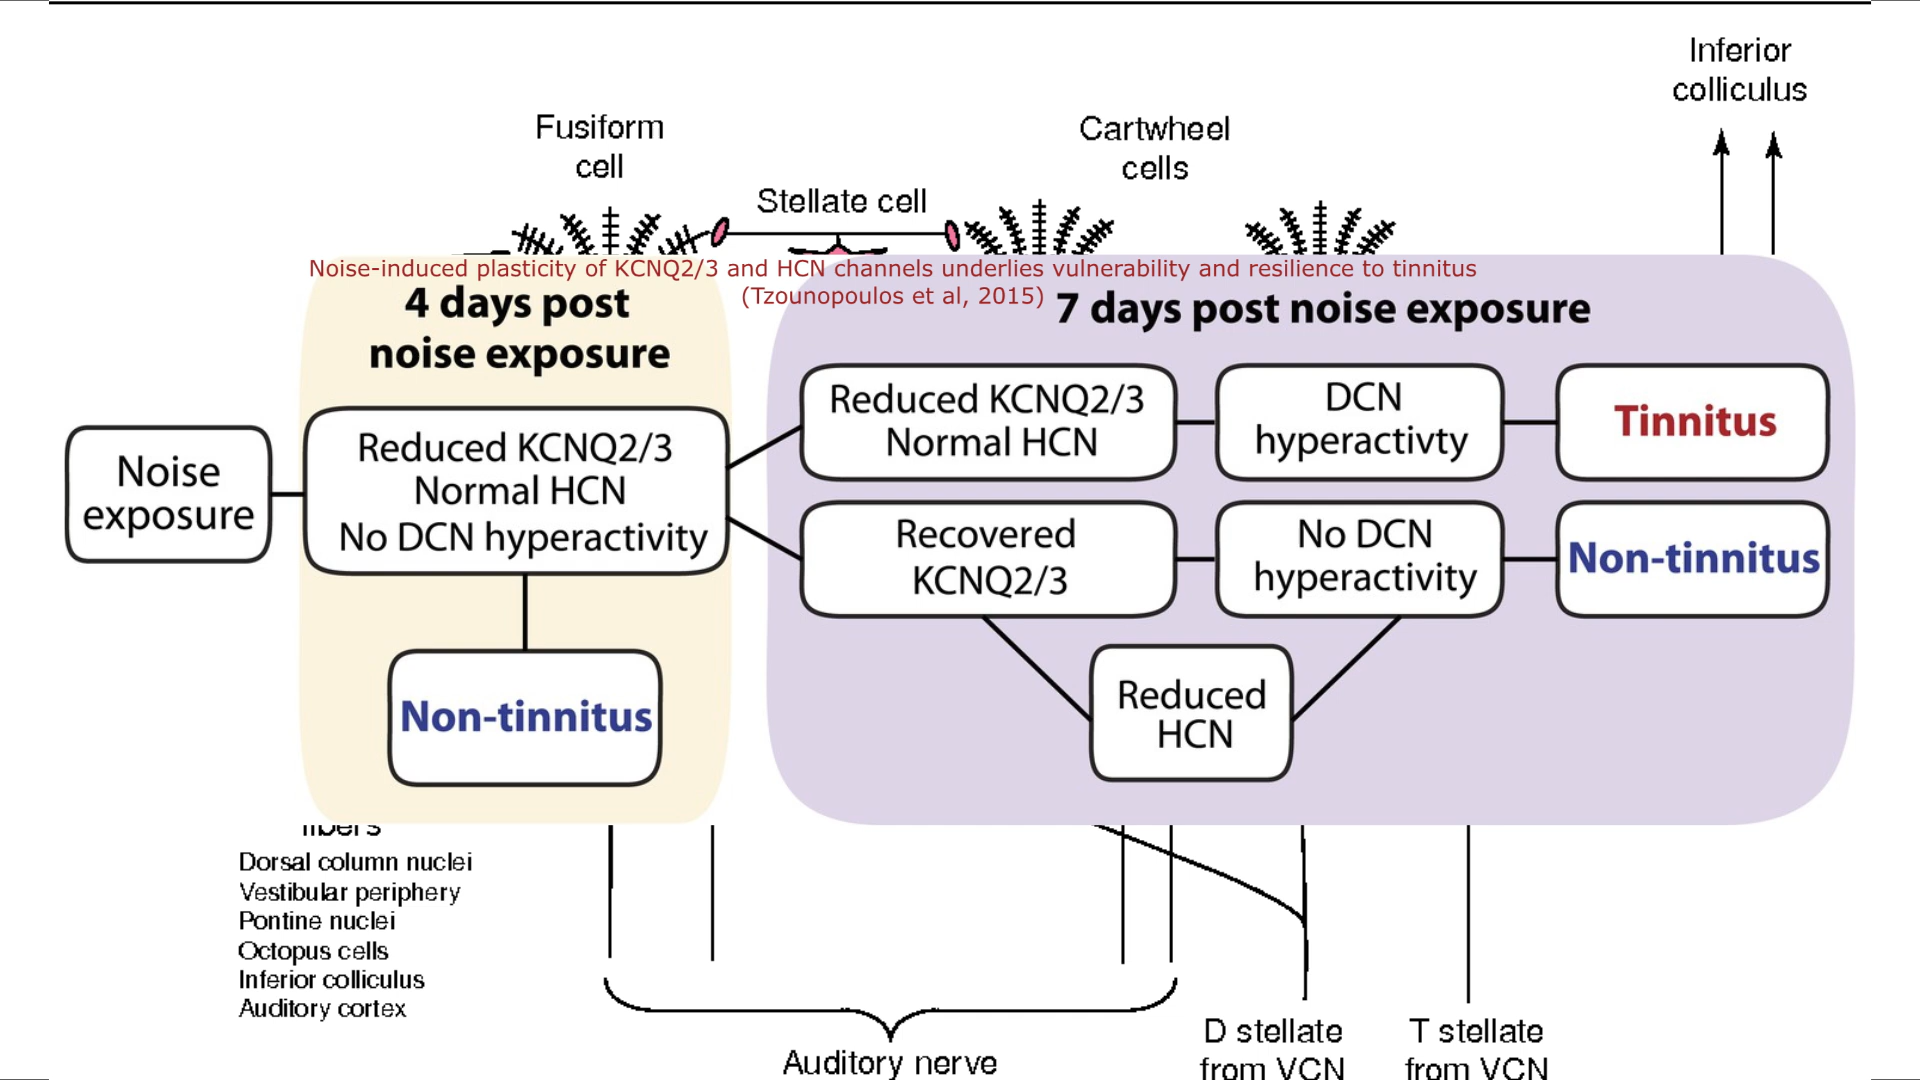 Inferior
colliculus
Fusiform
cell
Cartwheel
cells
Stellate cell
Noise-induced plasticity of KCNQ2/3 and HCN channels underlies vulnerability and resilience to tinnitus
(Tzounopoulos et al, 2015)
4 days post
noise exposure
7 days post noise exposure
Noise
exposure
Reduced KCNQ2/3
Normal HCN
No DCN hyperactivity
Non-tinnitus
Reduced KCNQ2/3
Normal HCN
DCN
hyperactivty
Tinnitus
Recovered
KCNQ2/3
No DCN
hyperactivity
Non-tinnitus
Reduced
HCN
fibers
Dorsal column nuclei
Vestibular periphery
Pontine nuclei
Octopus cells
Inferior colliculus
Auditory cortex
Auditory nerve
D stellate
from VCN
T stellate
from VCN